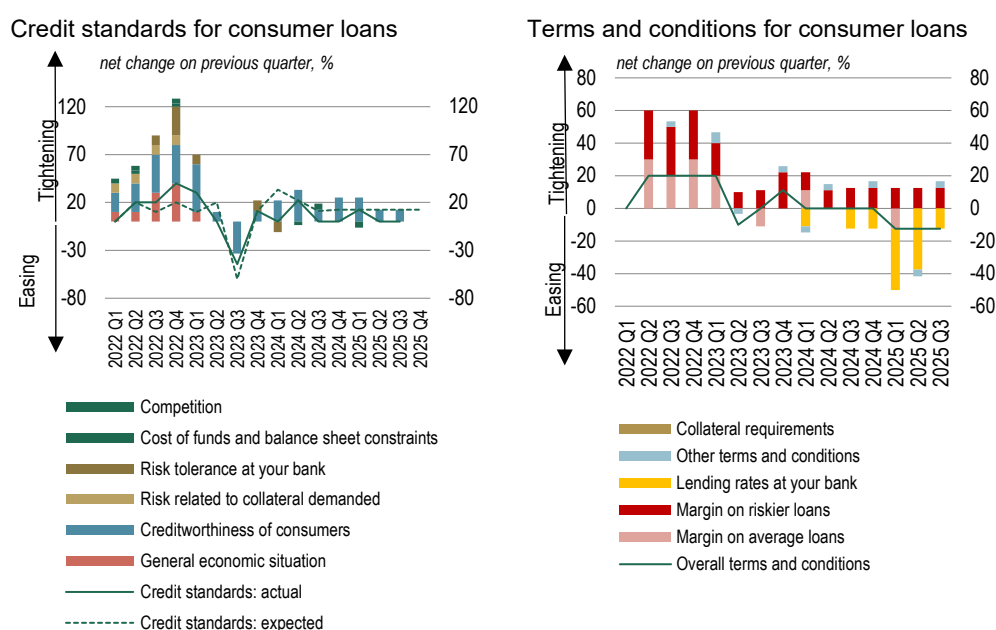 Credit standards for consumer loans
net change on previous quarter, %
Tightening
Easing
120
70
20
-30
-80
120
70
20
-30
-80
2022 Q1
2022 Q2
2022 Q3
2022 Q4
2023 Q1
2023 Q2
2023 Q3
2023 Q4
2024 Q1
2024 Q2
2024 Q3
2024 Q4
2025 Q1
2025 Q2
2025 Q3
2025 Q4
Competition
Cost of funds and balance sheet constraints
Risk tolerance at your bank
Risk related to collateral demanded
Creditworthiness of consumers
General economic situation
Credit standards: actual
Credit standards: expected
Terms and conditions for consumer loans
net change on previous quarter, %
Tightening
Easing
80
60
40
20
0
-20
-40
-60
80
60
40
20
0
-20
-40
-60
2022 Q1
2022 Q2
2022 Q3
2022 Q4
2023 Q1
2023 Q2
2023 Q3
2023 Q4
2024 Q1
2024 Q2
2024 Q3
2024 Q4
2025 Q1
2025 Q2
2025 Q3
Collateral requirements
Other terms and conditions
Lending rates at your bank
Margin on riskier loans
Margin on average loans
Overall terms and conditions